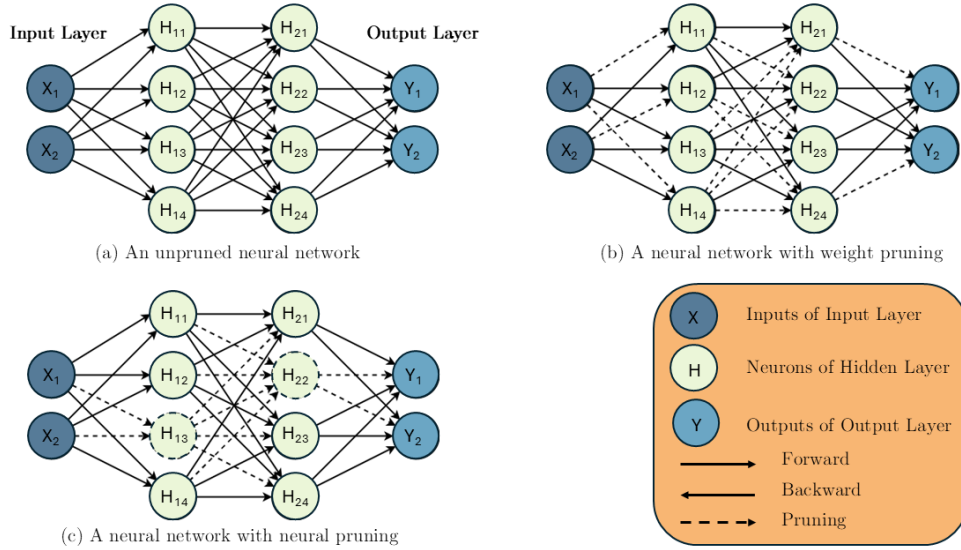 Input Layer
Output Layer
X1
X2
H11
H12
H13
H14
H21
H22
H23
H24
Y1
Y2
(a) An unpruned neural network
X1
X2
H11
H12
H13
H14
H21
H22
H23
H24
Y1
Y2
(b) A neural network with weight pruning
X1
X2
H11
H12
H13
H14
H21
H22
H23
H24
Y1
Y2
(c) A neural network with neural pruning
X Inputs of Input Layer
H Neurons of Hidden Layer
Y Outputs of Output Layer
Forward
Backward
Pruning